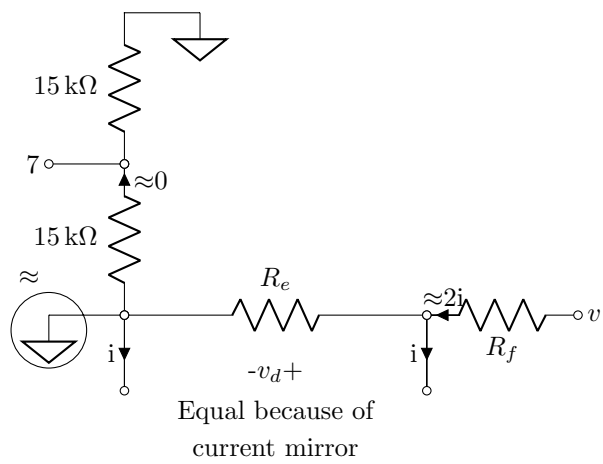 15 kΩ
7
≈0
15 kΩ
≈
R_e
≈2i
v
R_f
i
i
-v_d+
Equal because of
current mirror